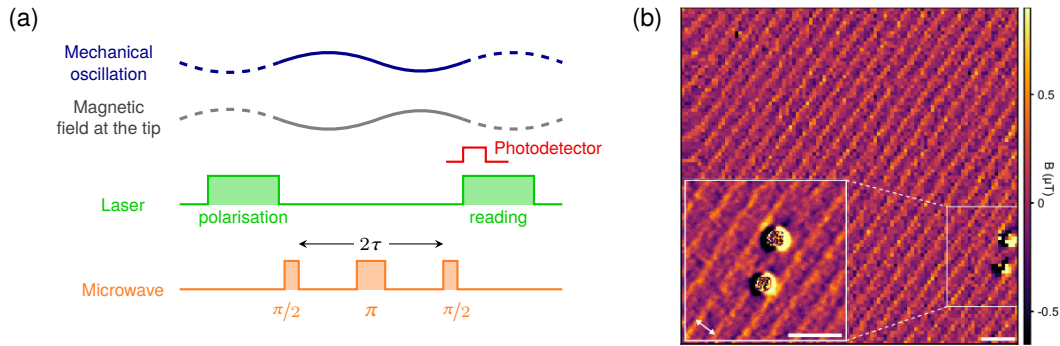 (a)
Mechanical
oscillation
Magnetic
field at the tip
Photodetector
Laser
polarisation
reading
2τ
Microwave
π/2
π
π/2
(b)
0.5
B (µT)
0
-0.5